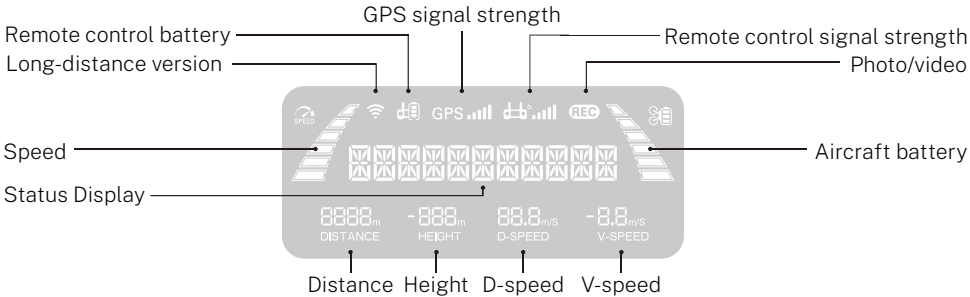 GPS signal strength
Remote control battery
Remote control signal strength
Long-distance version
Photo/video
SPEED
GPS
REC
Speed
Aircraft battery
Status Display
8888m
-888m
88.8m/s
-8.8m/s
DISTANCE
HEIGHT
D-SPEED
V-SPEED
Distance
Height
D-speed
V-speed